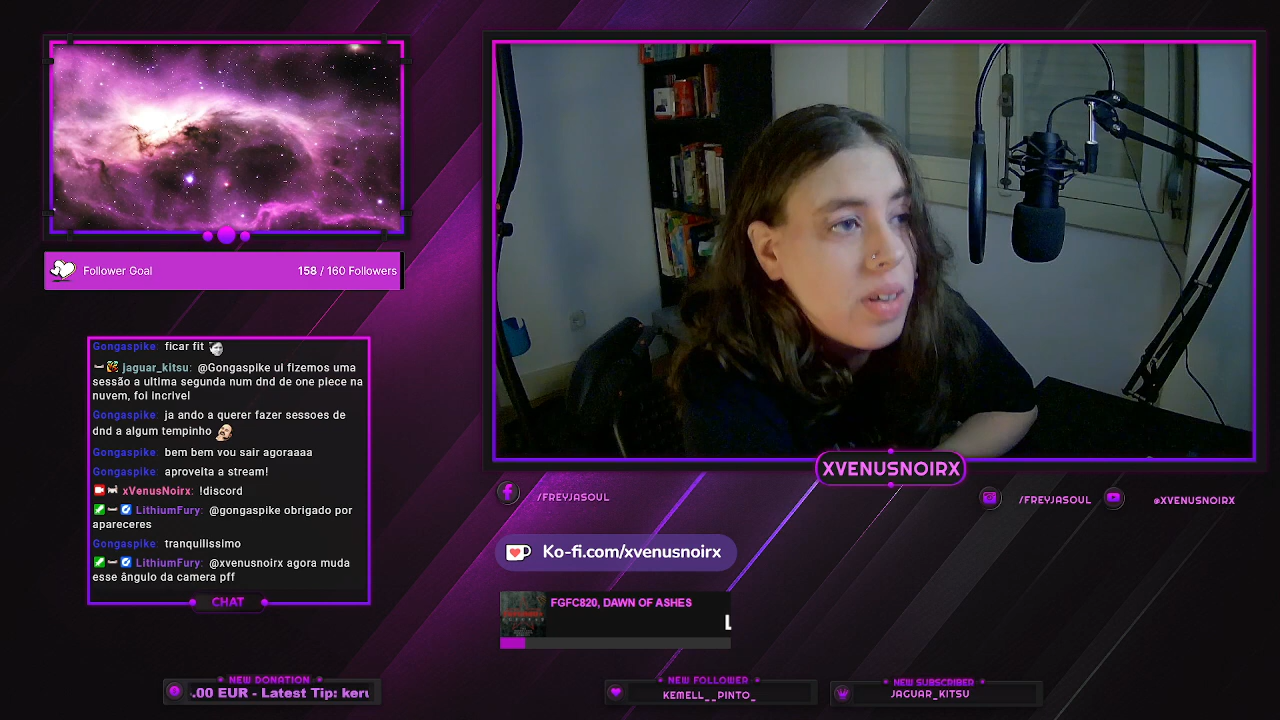 Follower Goal
158 / 160 Followers
Gongaspike: ficar fit
jaguar_kitsu: @Gongaspike ui fizemos uma
sessão a ultima segunda num dnd de one piece na
nuvem, foi incrivel
Gongaspike: ja ando a querer fazer sessoes de
dnd a algum tempinho
Gongaspike: bem bem vou sair agoraaaa
Gongaspike: aprovelta a stream!
xVenusNoirx: !discord
LithiumFury: @gongaspike obrigado por
apareceres
Gongaspike: tranquilissimo
LithiumFury: @xvenusnoirx agora muda
esse ângulo da camera pff
CHAT
XVENUSNOIRX
/FREYJASOUL
/FREYJASOUL
@XVENUSNOIRX
Ko-fi.com/xvenusnoirx
FGFC820, DAWN OF ASHES
L
NEW DONATION
.00 EUR - Latest Tip: keru
NEW FOLLOWER
KEMELL__PINTO_
NEW SUBSCRIBER
JAGUAR_KITSU